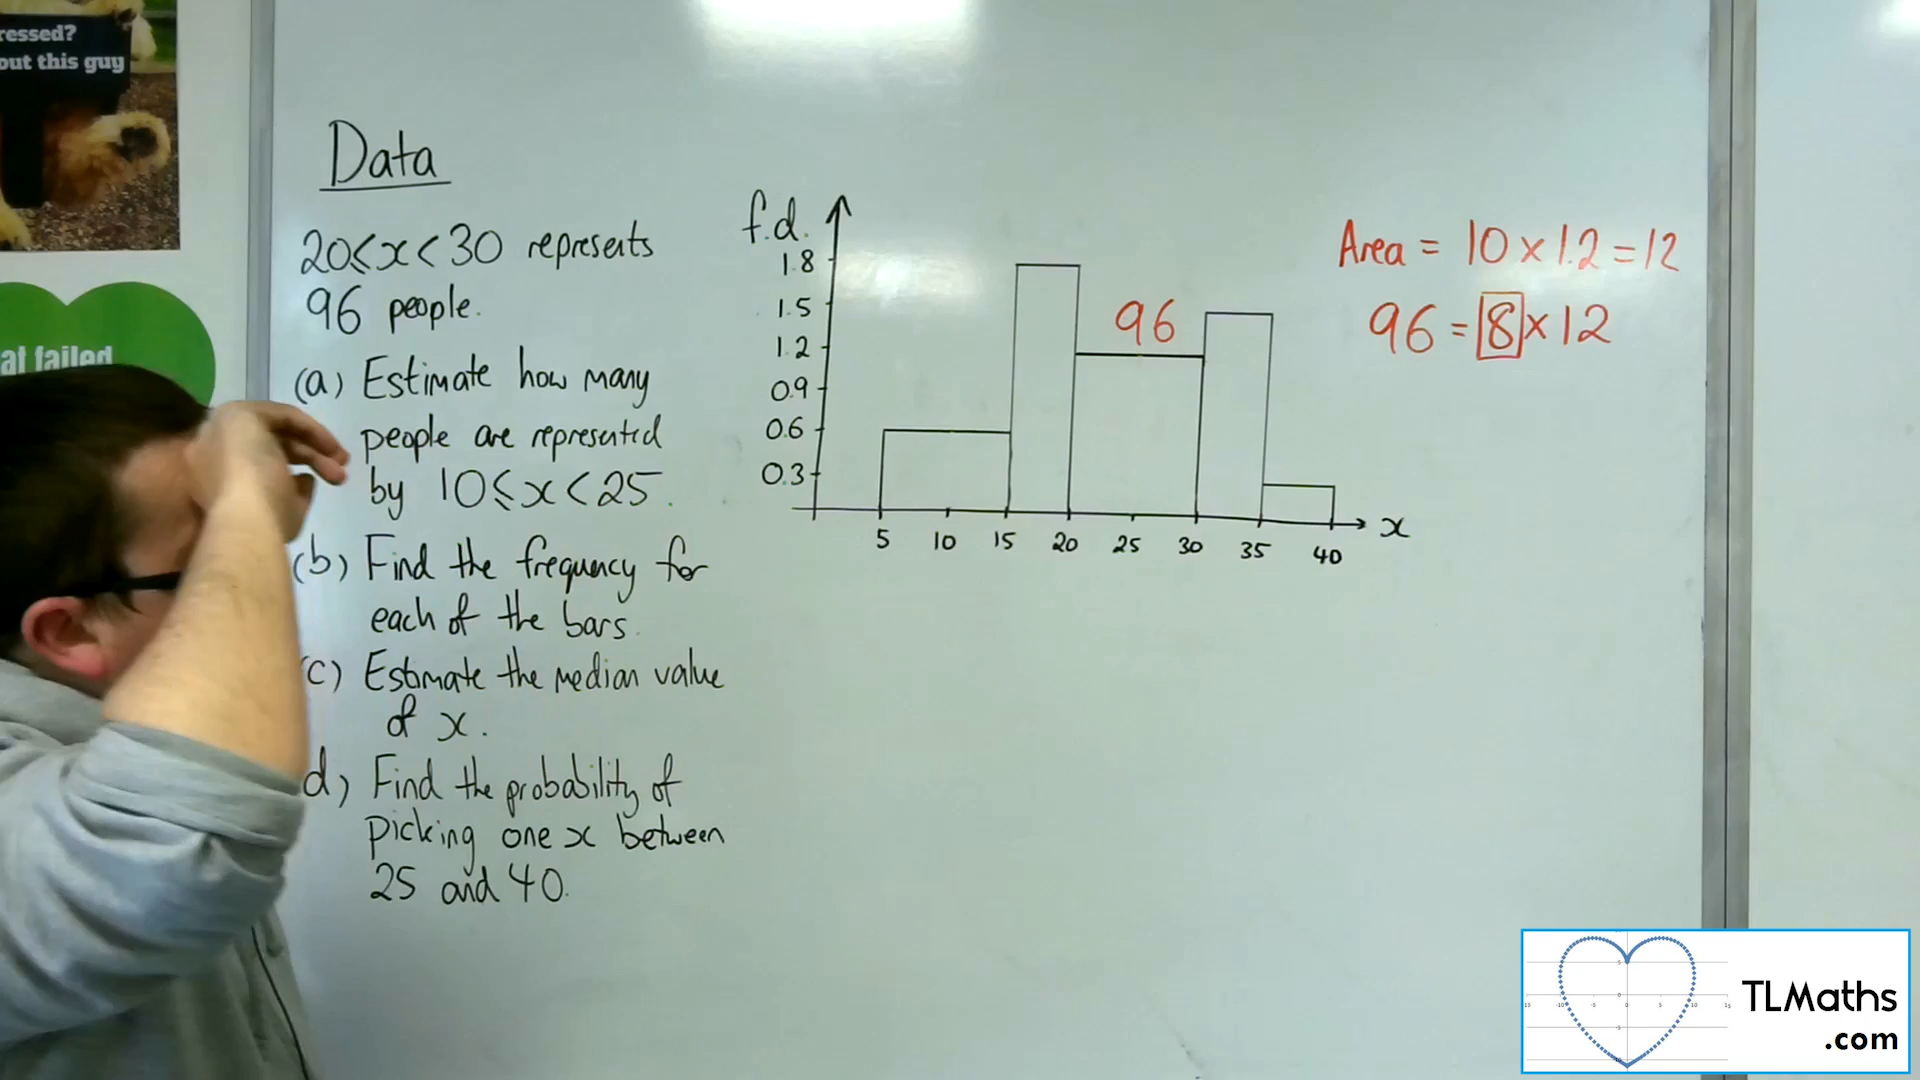 ressed?
out this guy
at failed
Data
20≤x<30 represents
96 people.
(a) Estimate how many
people are represented
by 10≤x<25.
(b) Find the frequency for
each of the bars.
(c) Estimate the median value
of x.
d) Find the probability of
picking one x between
25 and 40.
f.d.
1.8
1.5
1.2
0.9
0.6
0.3
96
5 10 15 20 25 30 35 40
x
Area = 10 × 1.2 = 12
96 = 8 × 12
TLMaths
.com